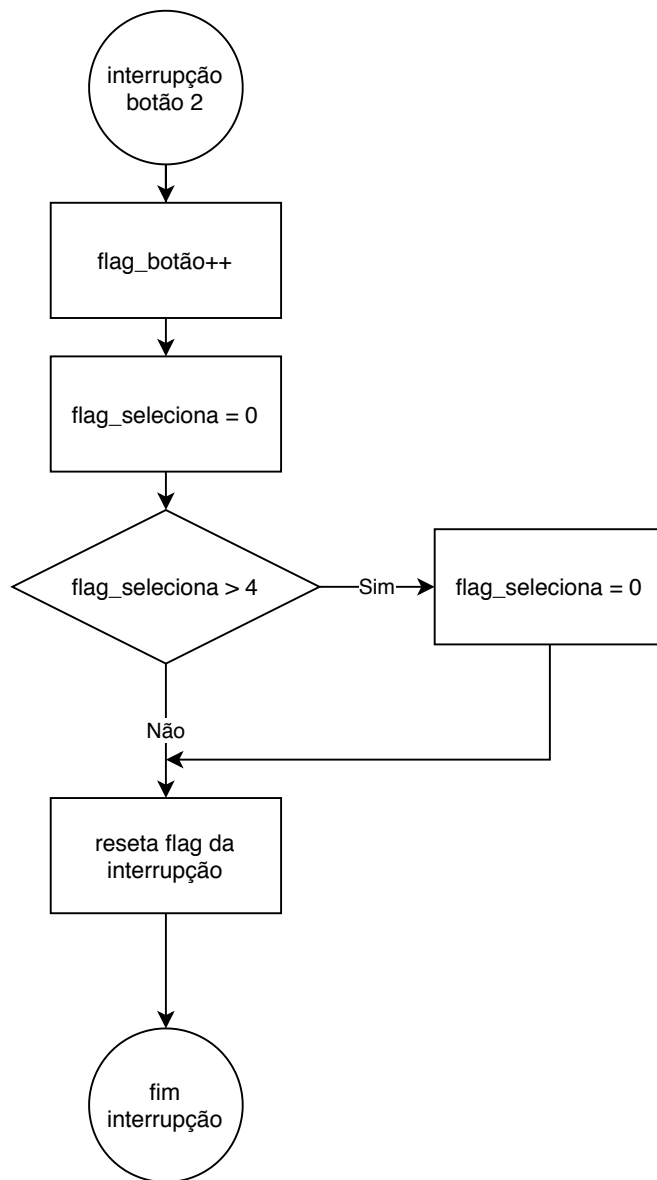 interrupção
botão 2
flag_botão++
flag_seleciona = 0
flag_seleciona > 4
Sim
flag_seleciona = 0
Não
reseta flag da
interrupção
fim
interrupção